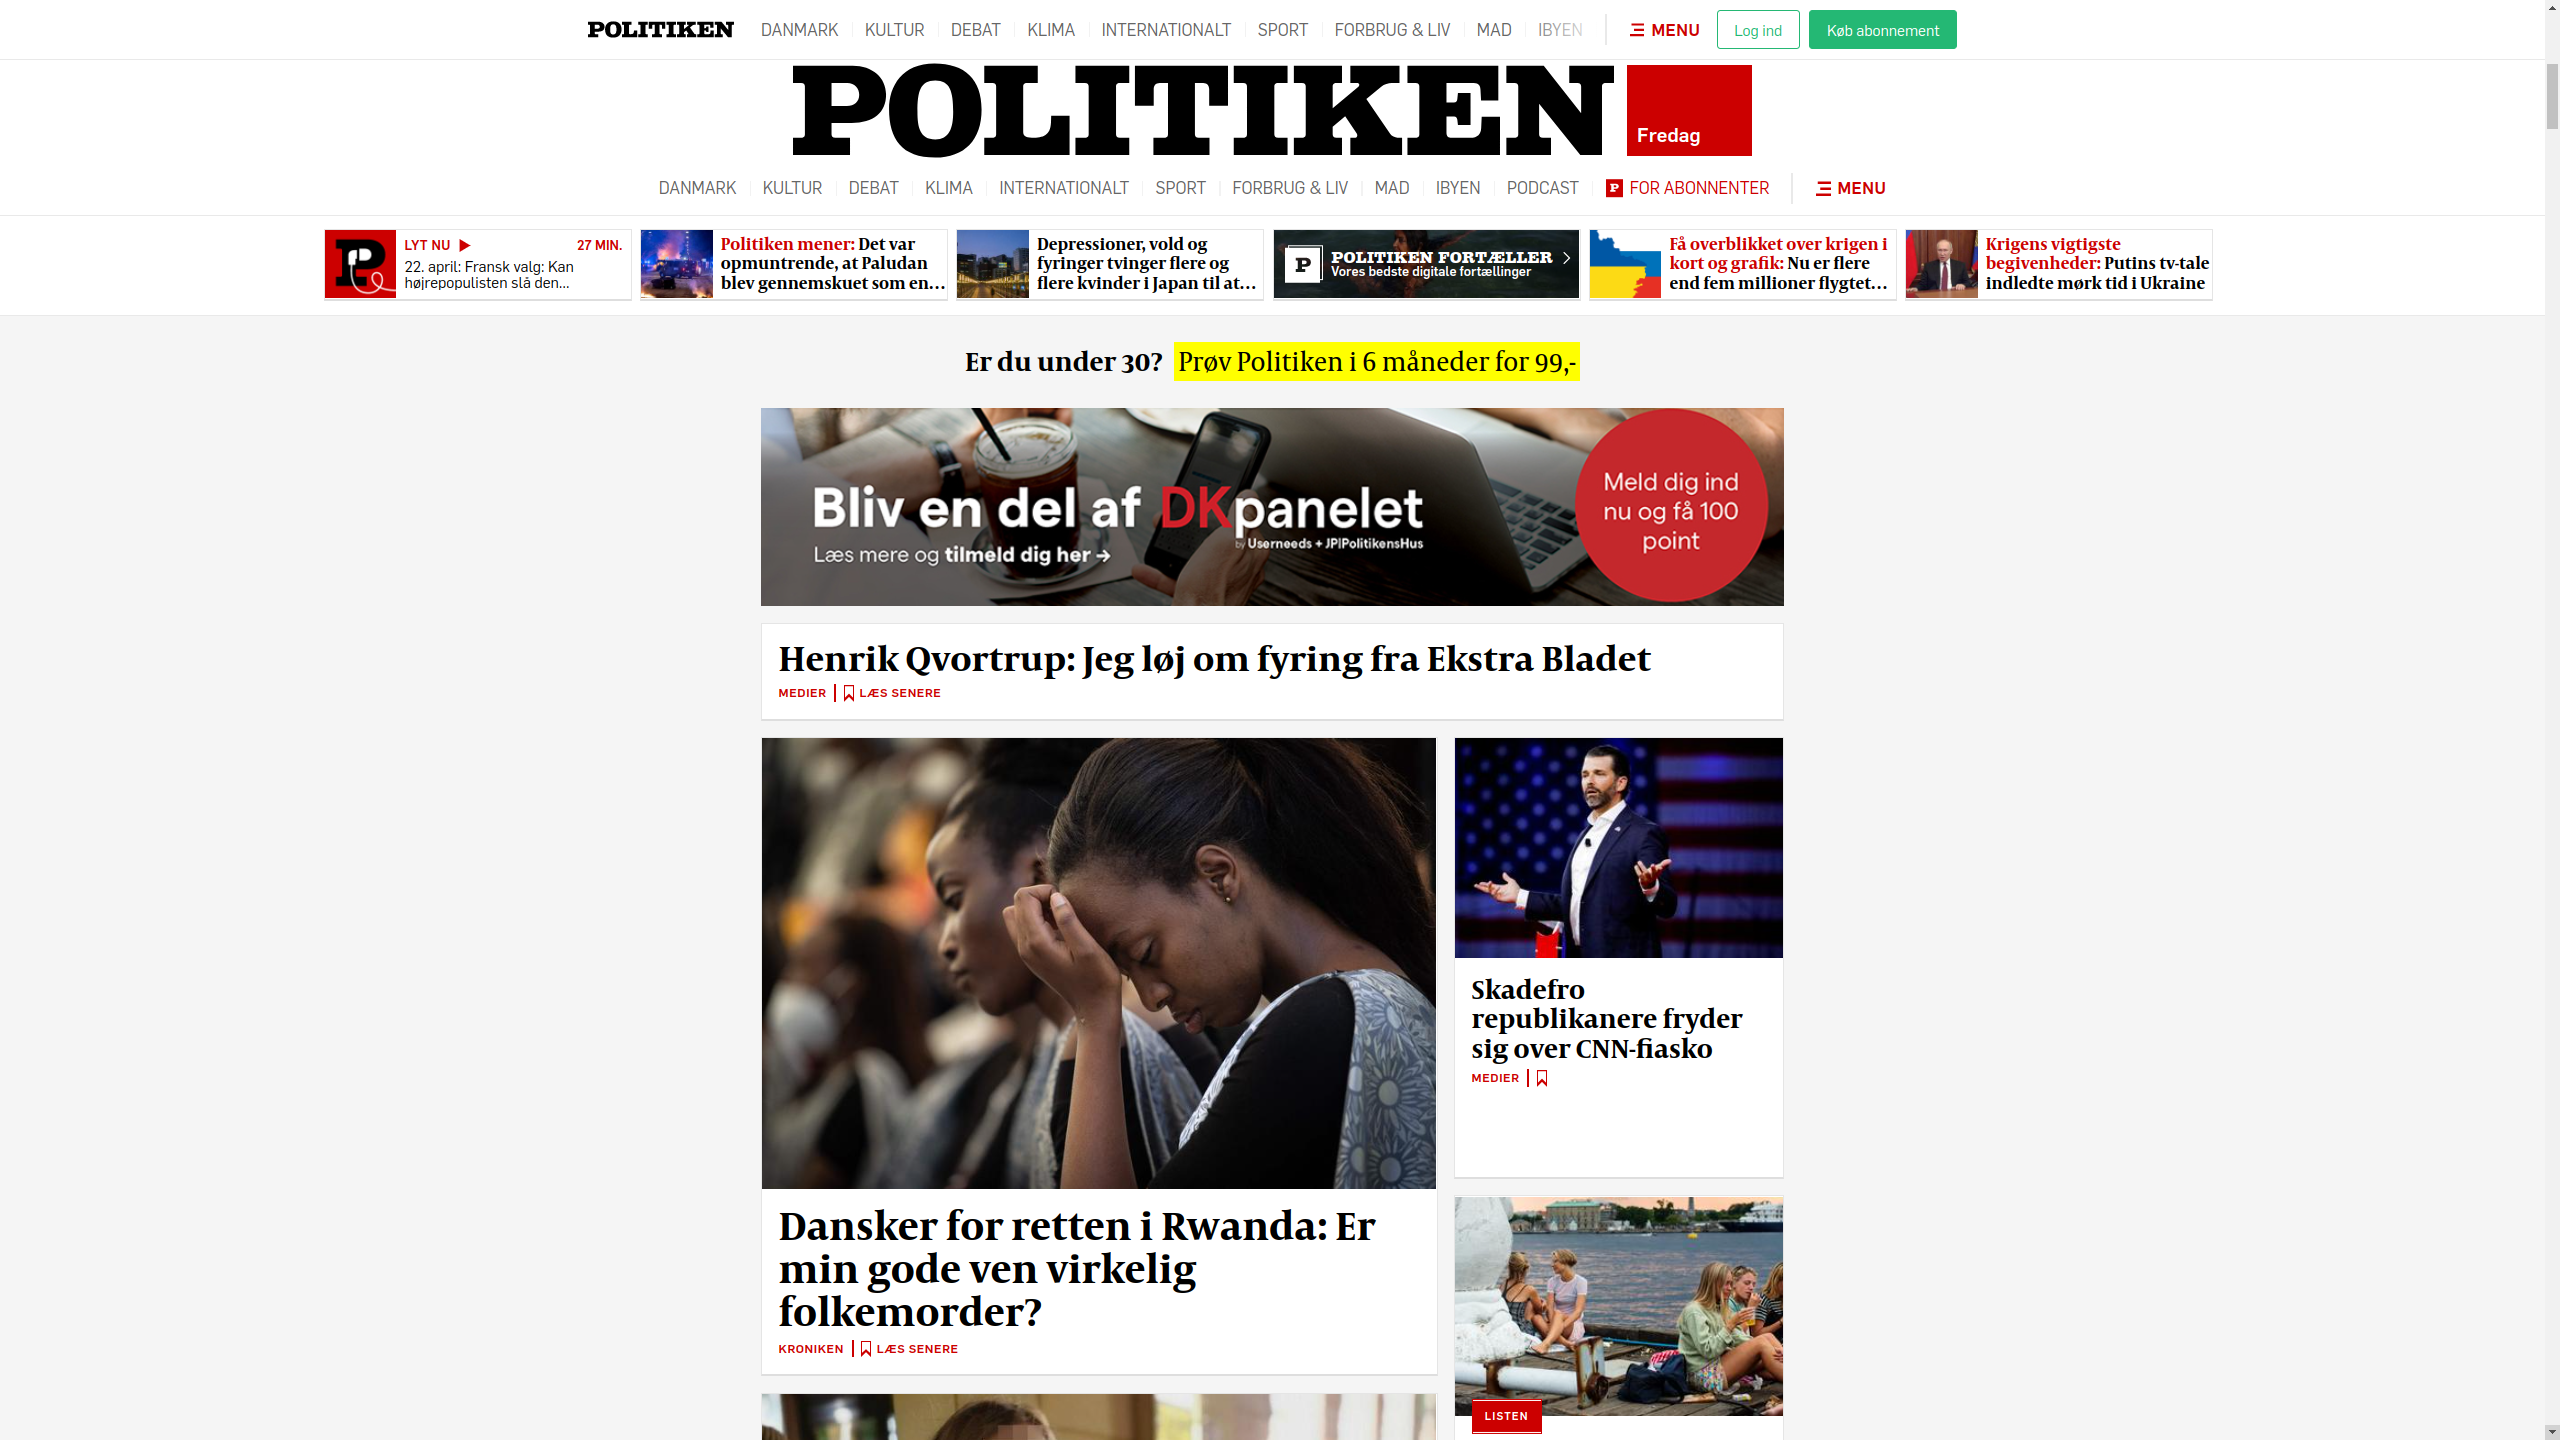 POLITIKEN
DANMARK KULTUR DEBAT KLIMA INTERNATIONALT SPORT FORBRUG & LIV MAD IBYEN
MENU
Log ind
Køb abonnement
POLITIKEN
Fredag
DANMARK KULTUR DEBAT KLIMA INTERNATIONALT SPORT FORBRUG & LIV MAD IBYEN PODCAST P FOR ABONNENTER MENU
LYT NU 27 MIN.
22. april: Fransk valg: Kan
højrepopulisten slå den...
Politiken mener: Det var
opmuntrende, at Paludan
blev gennemskuet som en...
Depressioner, vold og
fyringer tvinger flere og
flere kvinder i Japan til at...
P
POLITIKEN FORTÆLLER
Vores bedste digitale fortællinger
Få overblikket over krigen i
kort og grafik: Nu er flere
end fem millioner flygtet...
Krigens vigtigste
begivenheder: Putins tv-tale
indledte mørk tid i Ukraine
Er du under 30? Prøv Politiken i 6 måneder for 99,-
Bliv en del af DKpanelet
by Userneeds + JP|PolitikensHus
Læs mere og tilmeld dig her →
Meld dig ind
nu og få 100
point
Henrik Qvortrup: Jeg løj om fyring fra Ekstra Bladet
MEDIER LÆS SENERE
Skadefro
republikanere fryder
sig over CNN-fiasko
MEDIER
Dansker for retten i Rwanda: Er
min gode ven virkelig
folkemorder?
KRONIKEN LÆS SENERE
LISTEN